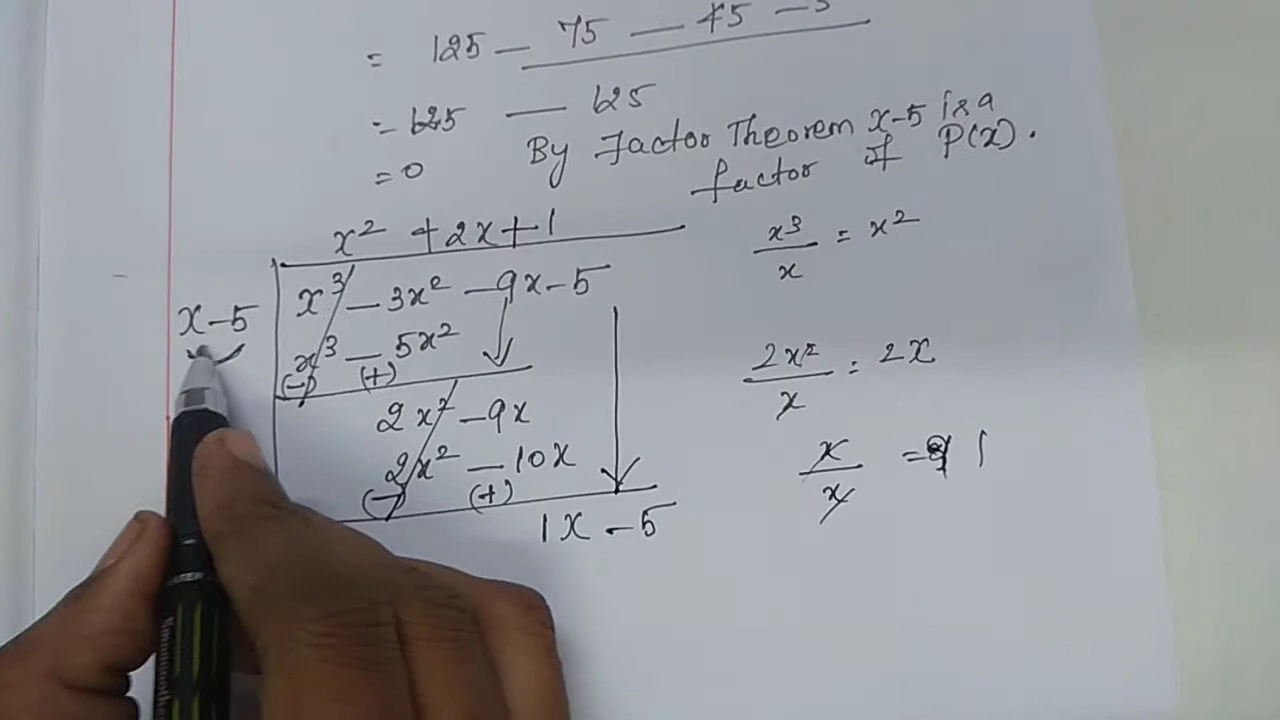 = 125 — 75 — 45 — 5
= 125 — 125
= 0 By Factor Theorem x-5 is a
factor of P(x).
x² + 2x + 1
x-5 x³ — 3x² — 9x - 5
x³ — 5x²
(-) (+)
2x² - 9x
2x² — 10x
(-) (+)
1x - 5
x³/x = x²
2x²/x = 2x
x/x = 1